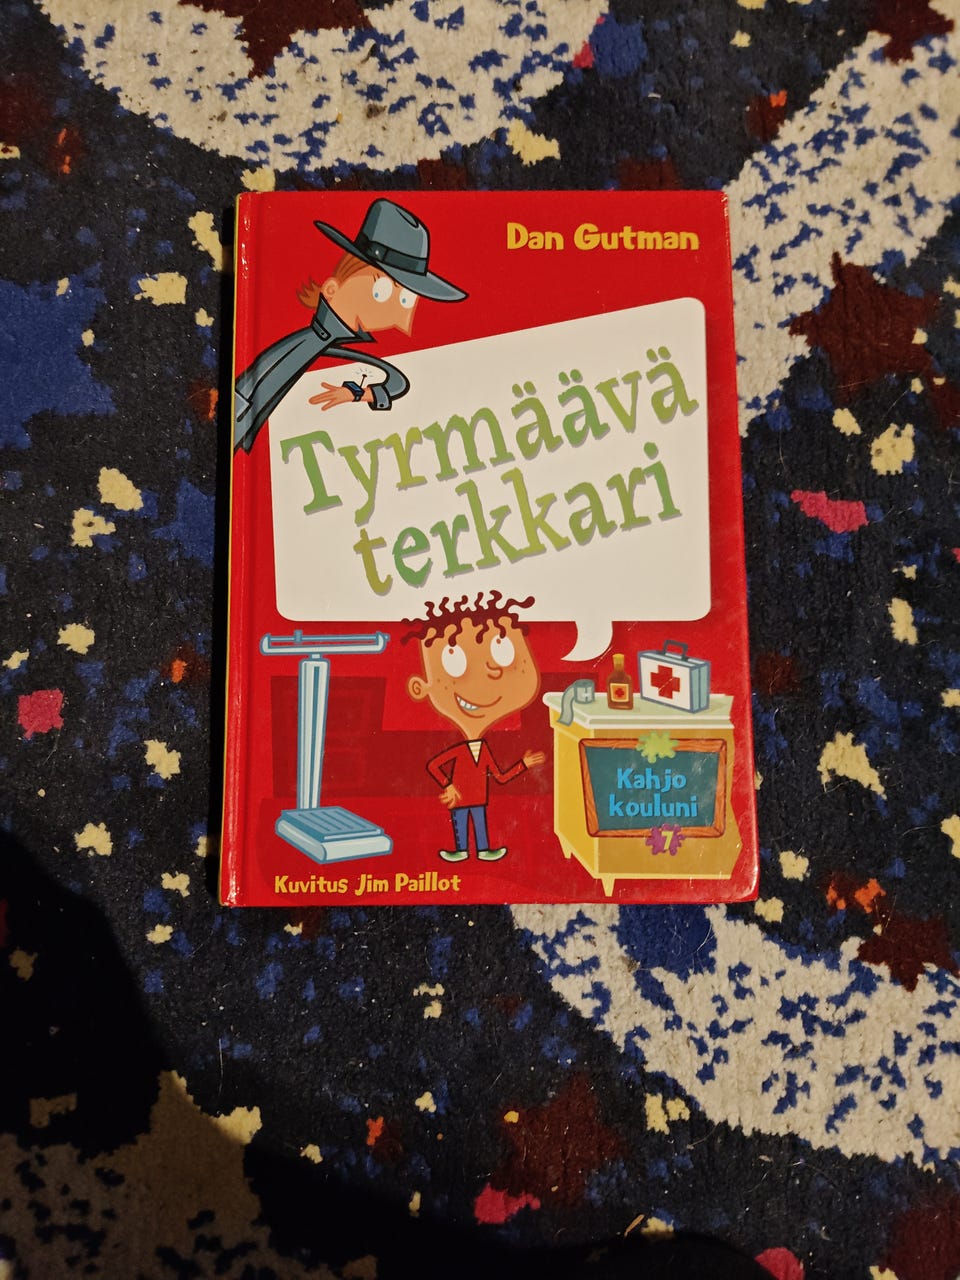 Dan Gutman
Tyrmäävä
terkkari
Kahjo
kouluni
7
Kuvitus Jim Paillot